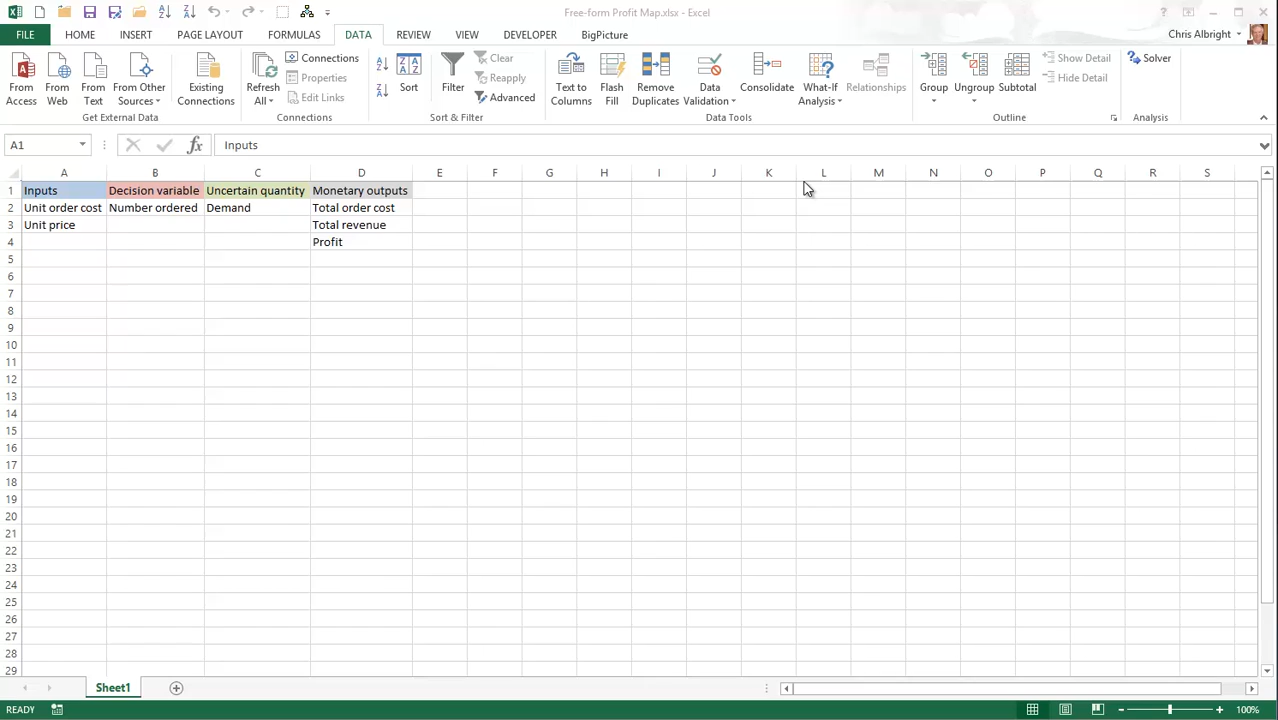 Free-form Profit Map.xlsx - Excel
FILE HOME INSERT PAGE LAYOUT FORMULAS DATA REVIEW VIEW DEVELOPER BigPicture Chris Albright
From Access
From Web
From Text
From Other Sources
Existing Connections
Get External Data
Refresh All
Connections
Properties
Edit Links
Connections
Sort
Filter
Clear
Reapply
Advanced
Sort & Filter
Text to Columns
Flash Fill
Remove Duplicates
Data Validation
Consolidate
What-If Analysis
Relationships
Data Tools
Group
Ungroup
Subtotal
Show Detail
Hide Detail
Outline
Solver
Analysis
A1 fx Inputs
A B C D E F G H I J K L M N O P Q R S
1 Inputs Decision variable Uncertain quantity Monetary outputs
2 Unit order cost Number ordered Demand Total order cost
3 Unit price Total revenue
4 Profit
5
6
7
8
9
10
11
12
13
14
15
16
17
18
19
20
21
22
23
24
25
26
27
28
29
Sheet1
READY 100%